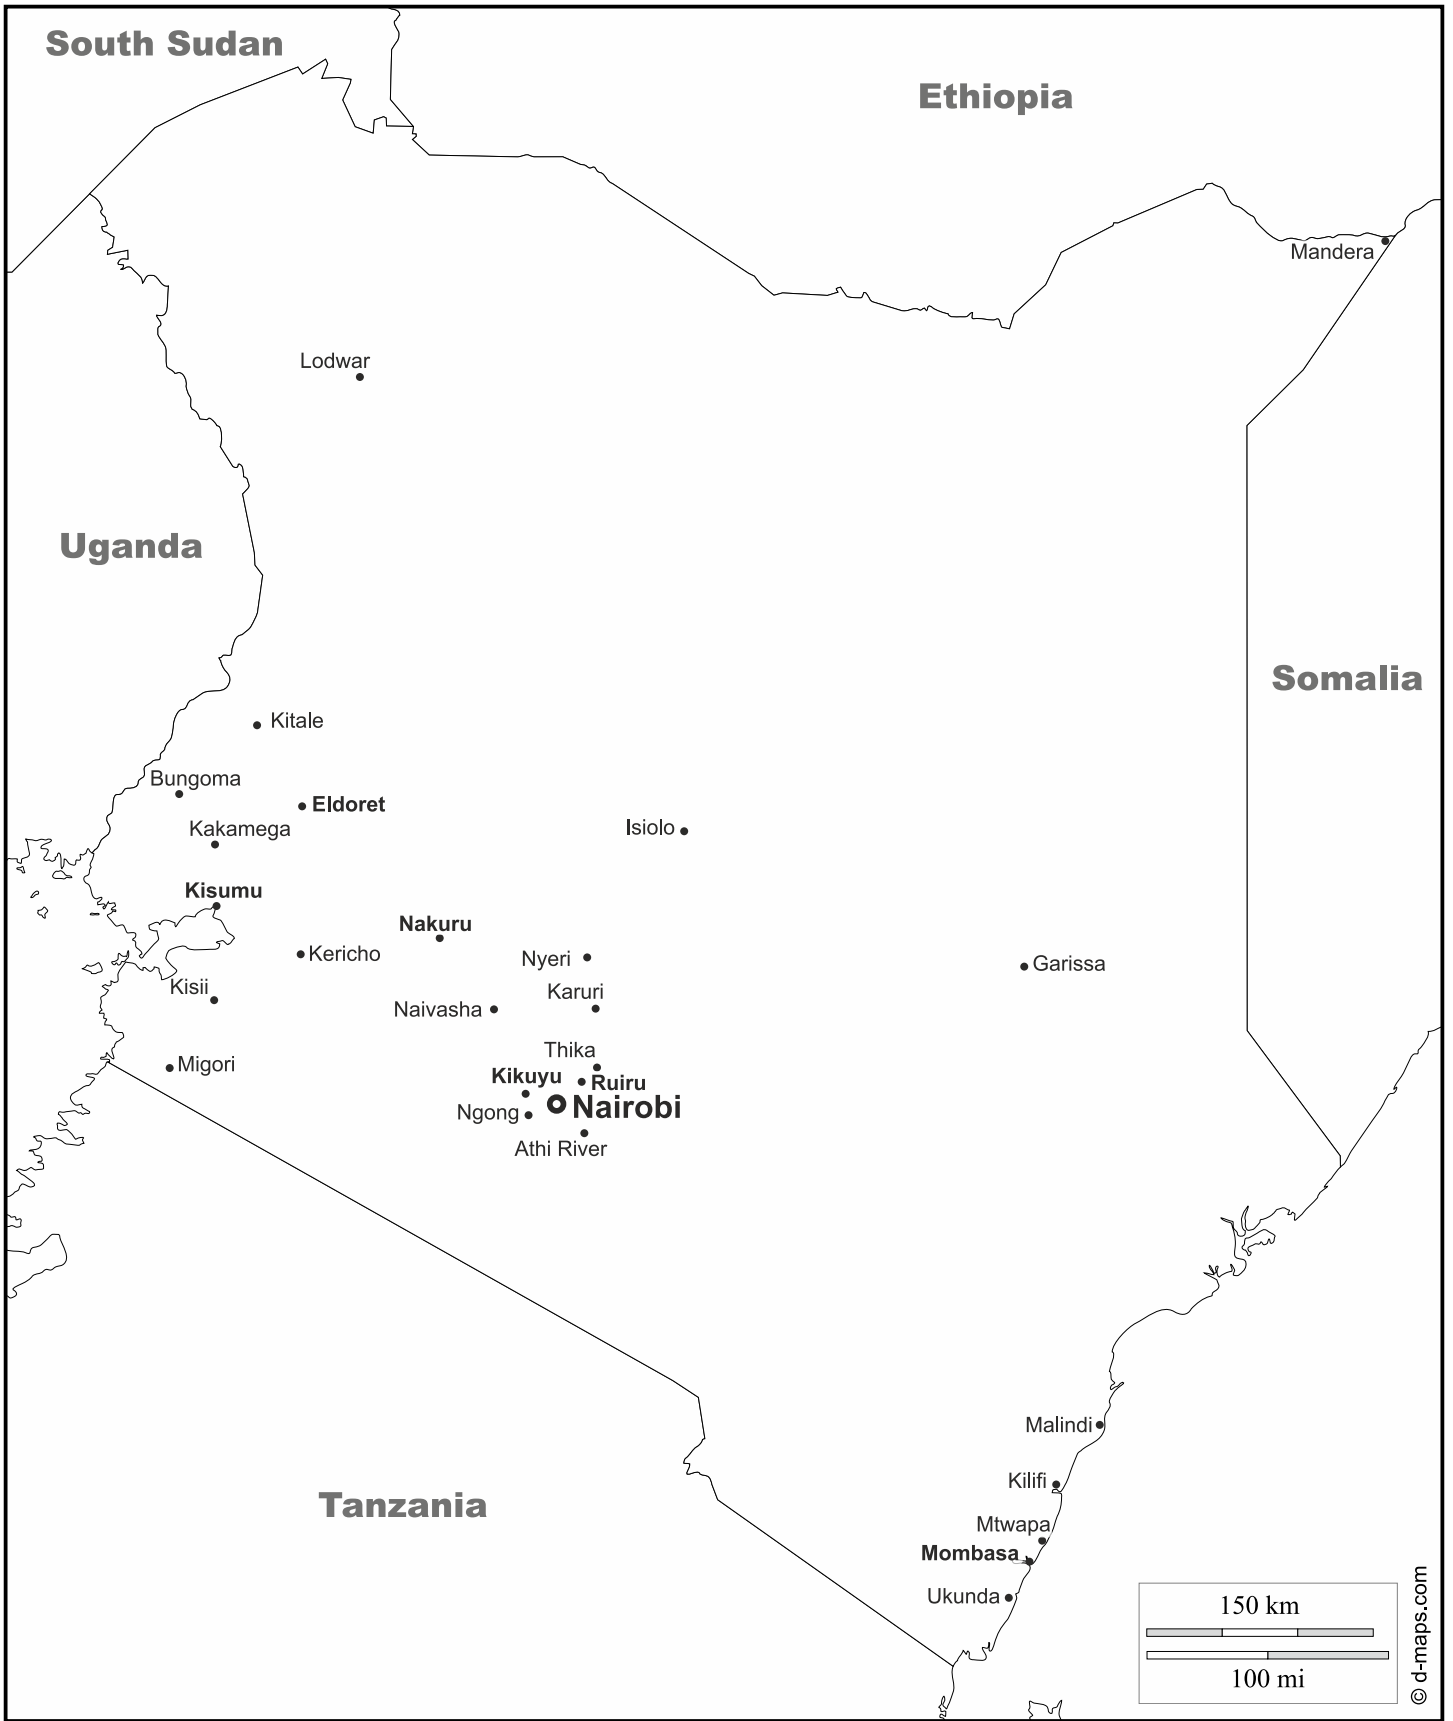 South Sudan
Ethiopia
Mandera
Lodwar
Uganda
Somalia
Kitale
Bungoma
Eldoret
Kakamega
Isiolo
Kisumu
Nakuru
Kericho
Nyeri
Garissa
Kisii
Karuri
Naivasha
Thika
Migori
Kikuyu
Ruiru
Ngong
Nairobi
Athi River
Malindi
Kilifi
Tanzania
Mtwapa
Mombasa
Ukunda
150 km
100 mi
© d-maps.com